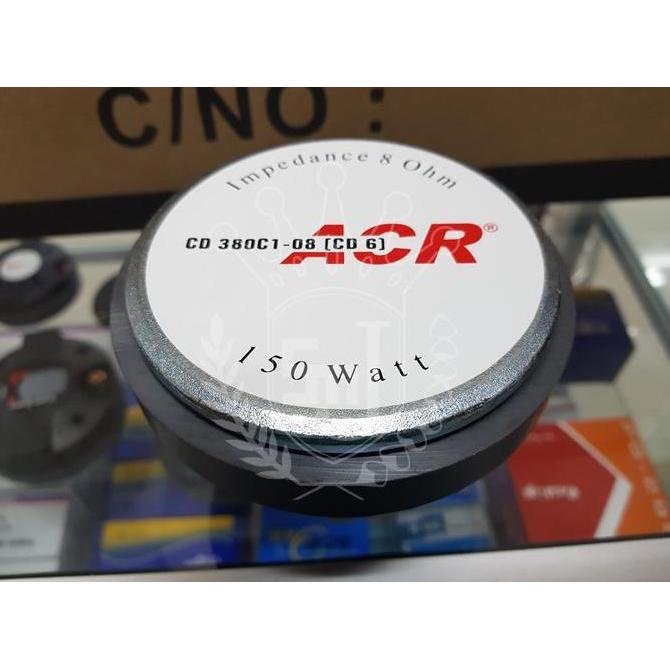 C/NO :
Impedance 8 Ohm
CD 380C1-08 [CD 6]
ACR®
150 Watt